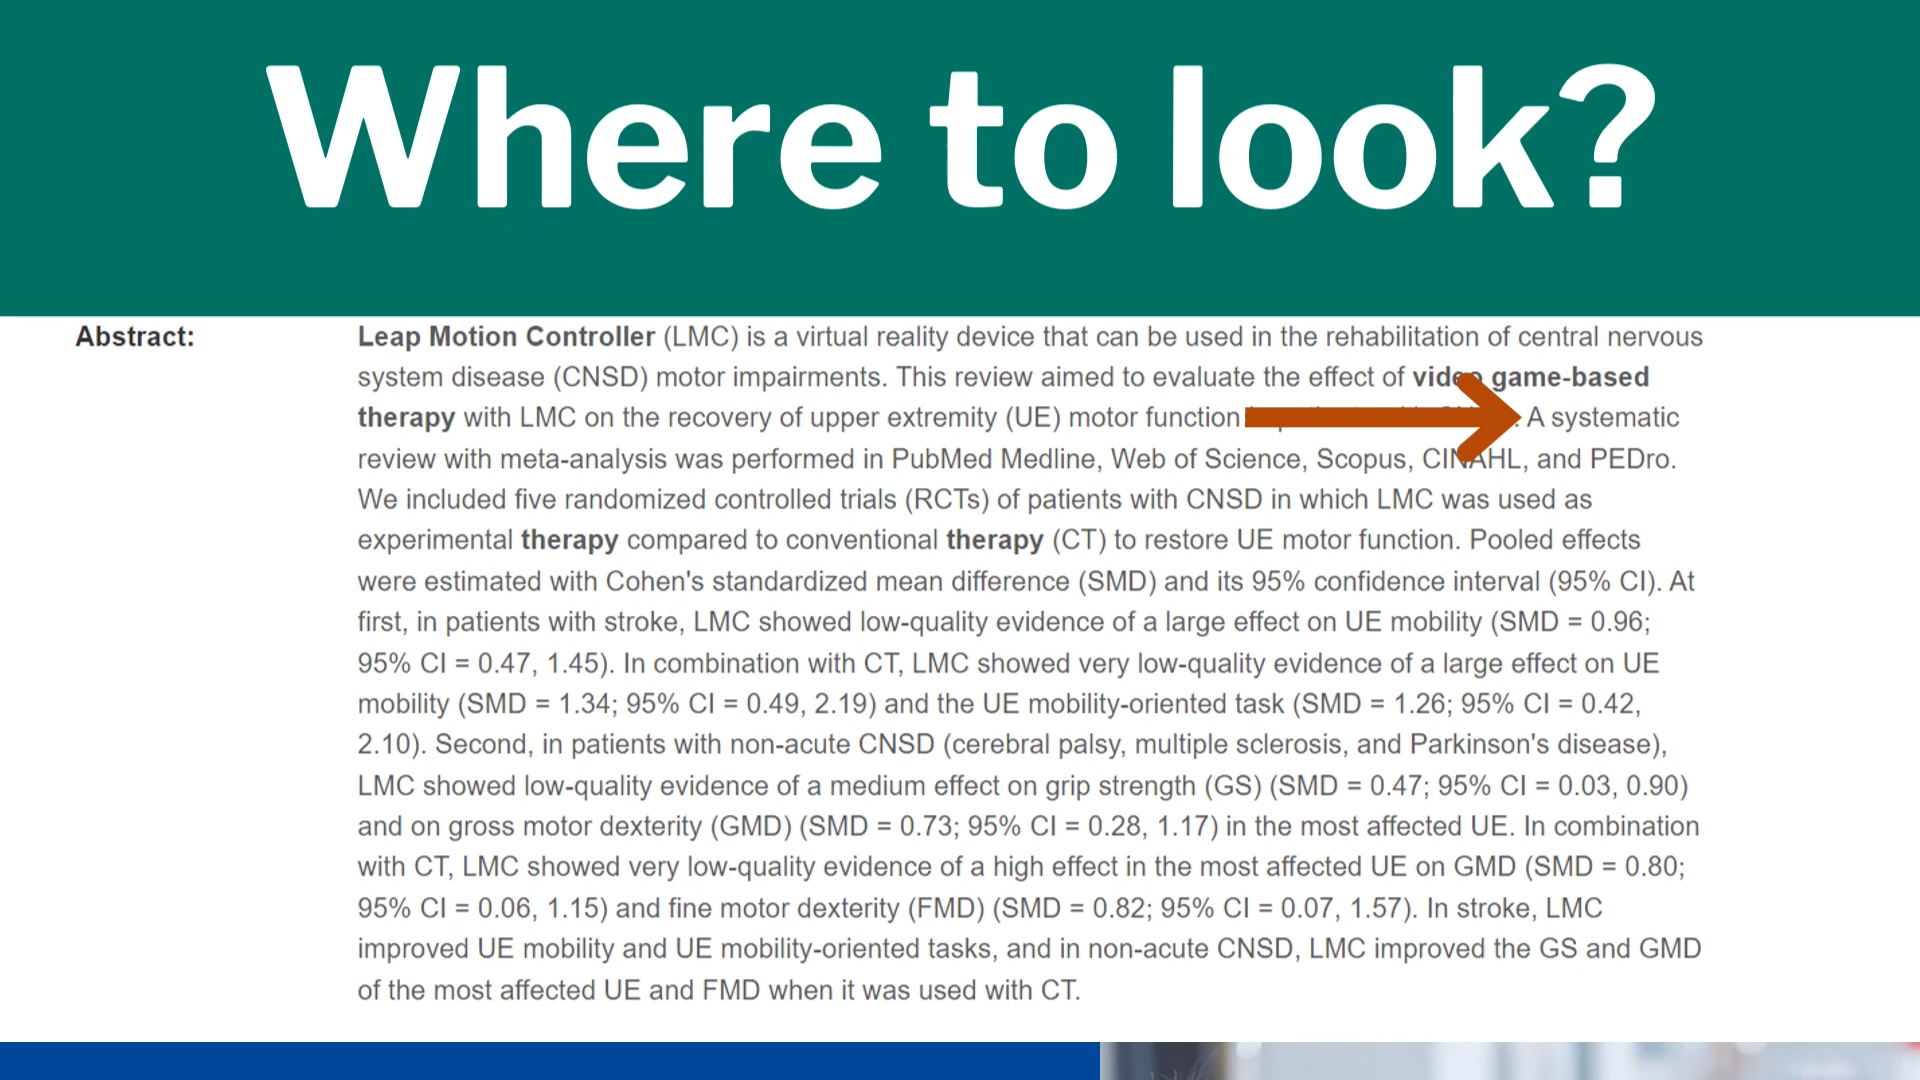 Where to look?
Abstract:
Leap Motion Controller (LMC) is a virtual reality device that can be used in the rehabilitation of central nervous
system disease (CNSD) motor impairments. This review aimed to evaluate the effect of video game-based
therapy with LMC on the recovery of upper extremity (UE) motor function . A systematic
review with meta-analysis was performed in PubMed Medline, Web of Science, Scopus, CINAHL, and PEDro.
We included five randomized controlled trials (RCTs) of patients with CNSD in which LMC was used as
experimental therapy compared to conventional therapy (CT) to restore UE motor function. Pooled effects
were estimated with Cohen's standardized mean difference (SMD) and its 95% confidence interval (95% CI). At
first, in patients with stroke, LMC showed low-quality evidence of a large effect on UE mobility (SMD = 0.96;
95% CI = 0.47, 1.45). In combination with CT, LMC showed very low-quality evidence of a large effect on UE
mobility (SMD = 1.34; 95% CI = 0.49, 2.19) and the UE mobility-oriented task (SMD = 1.26; 95% CI = 0.42,
2.10). Second, in patients with non-acute CNSD (cerebral palsy, multiple sclerosis, and Parkinson's disease),
LMC showed low-quality evidence of a medium effect on grip strength (GS) (SMD = 0.47; 95% CI = 0.03, 0.90)
and on gross motor dexterity (GMD) (SMD = 0.73; 95% CI = 0.28, 1.17) in the most affected UE. In combination
with CT, LMC showed very low-quality evidence of a high effect in the most affected UE on GMD (SMD = 0.80;
95% CI = 0.06, 1.15) and fine motor dexterity (FMD) (SMD = 0.82; 95% CI = 0.07, 1.57). In stroke, LMC
improved UE mobility and UE mobility-oriented tasks, and in non-acute CNSD, LMC improved the GS and GMD
of the most affected UE and FMD when it was used with CT.